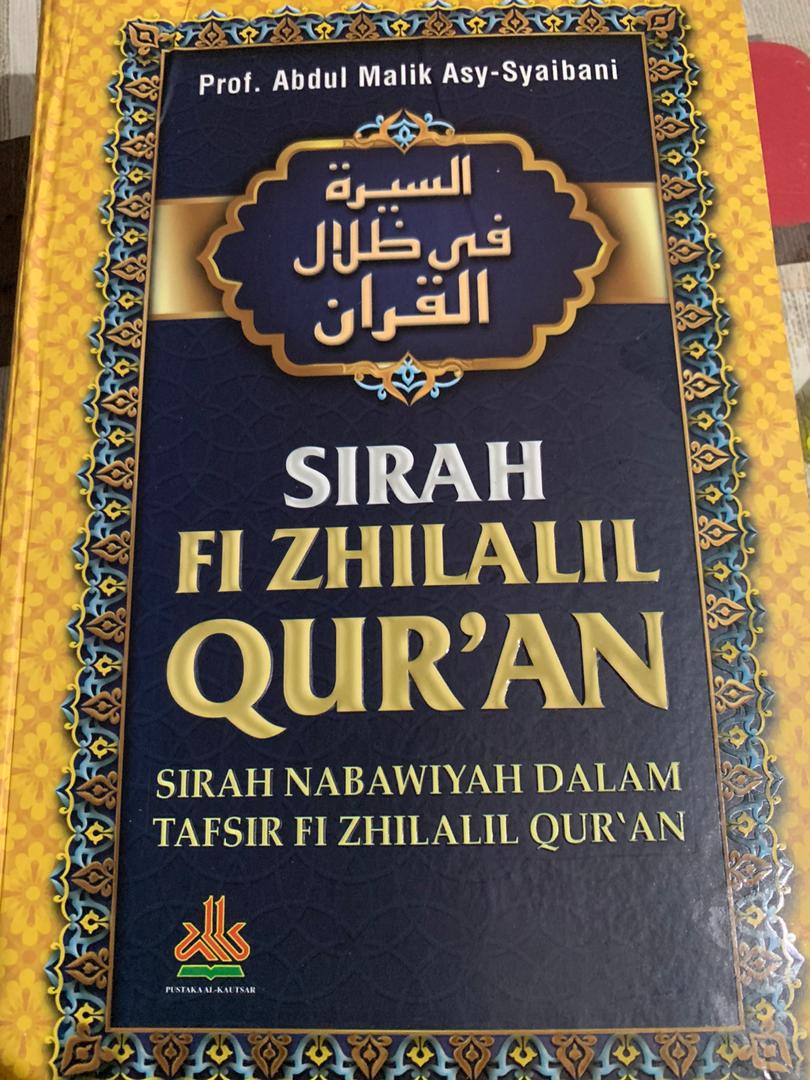 Prof. Abdul Malik Asy-Syaibani
السيرة
في ظلال
القران
SIRAH
FI ZHILALIL
QUR'AN
SIRAH NABAWIYAH DALAM
TAFSIR FI ZHILALIL QUR`AN
PUSTAKA AL-KAUTSAR